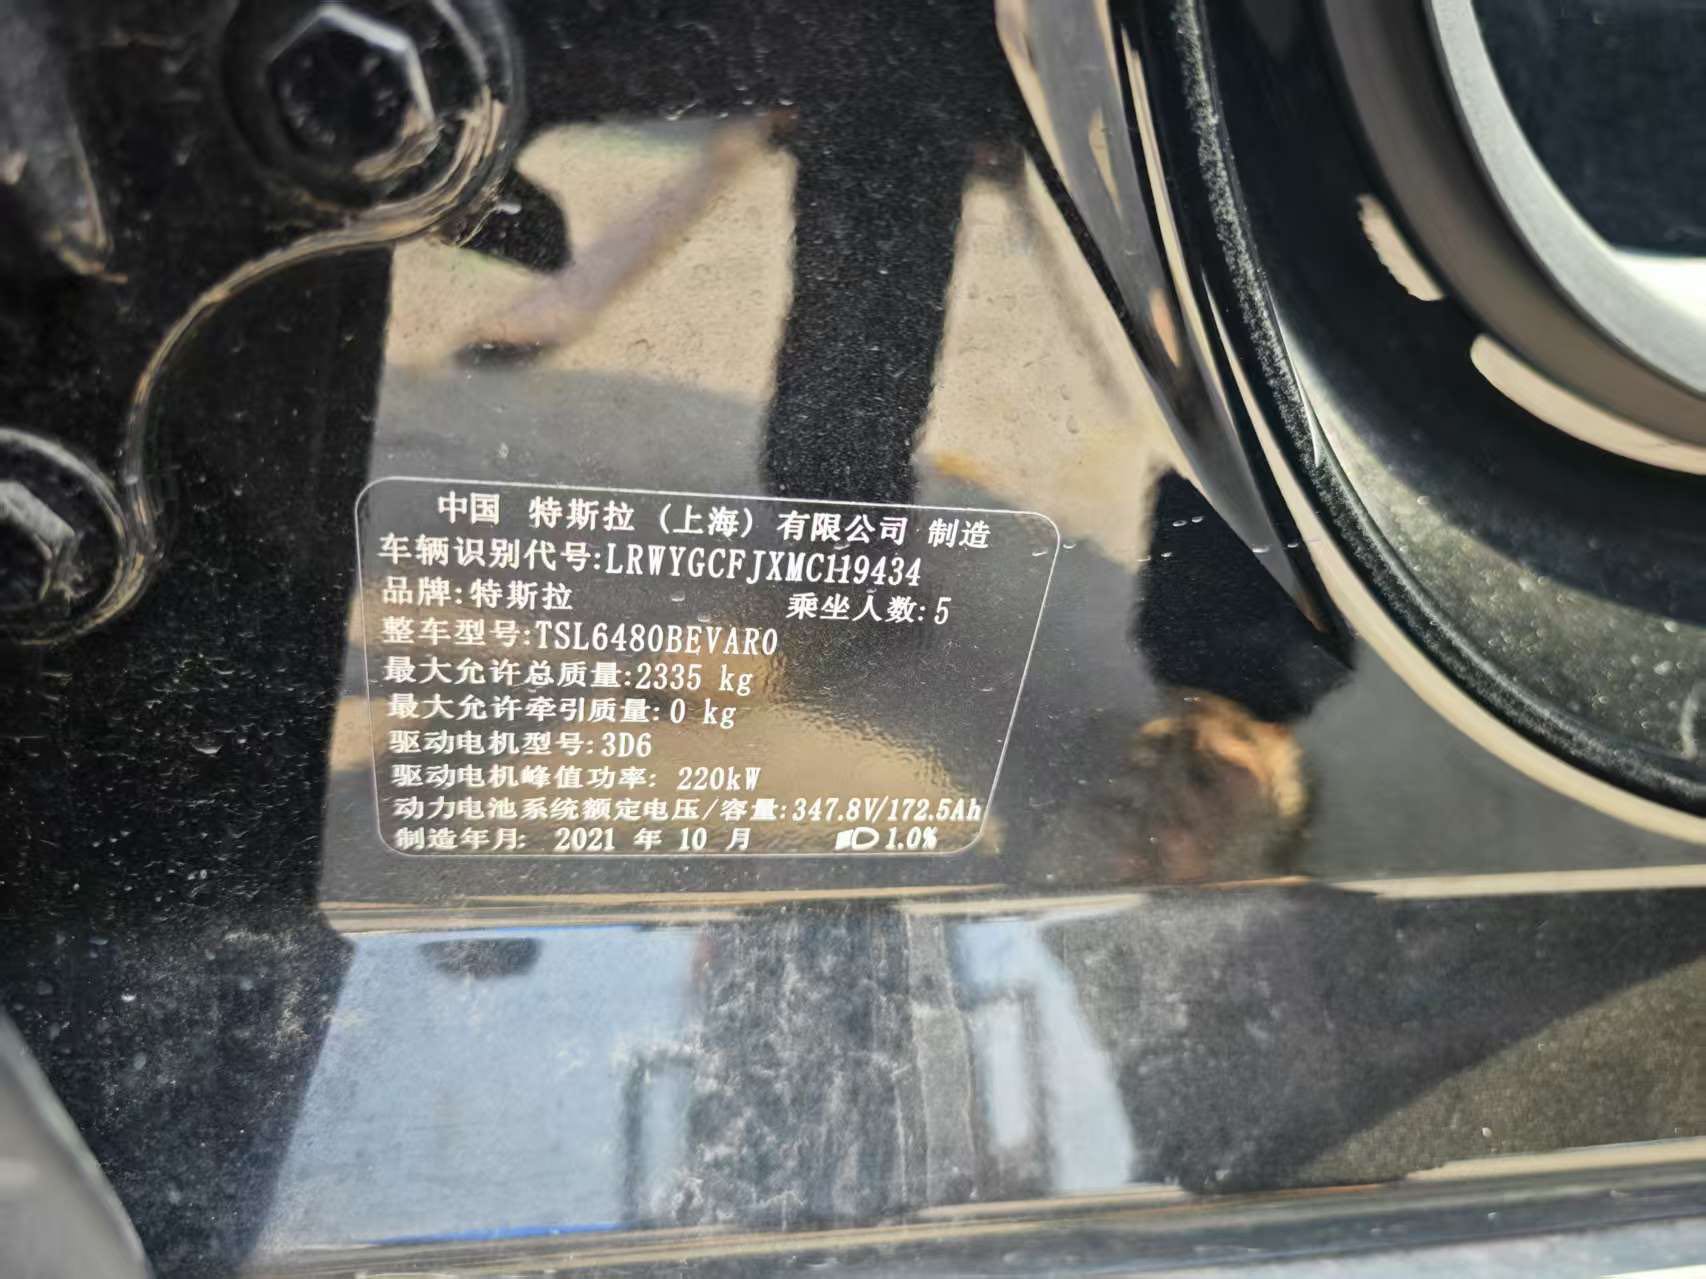 中国 特斯拉 (上海) 有限公司 制造
车辆识别代号:LRWYGCFJXMC119434
品牌:特斯拉 乘坐人数:5
整车型号:TSL6480BEVAR0
最大允许总质量:2335 kg
最大允许牵引质量:0 kg
驱动电机型号:3D6
驱动电机峰值功率: 220kW
动力电池系统额定电压/容量:347.8V/172.5Ah
制造年月: 2021 年 10 月 1.0%